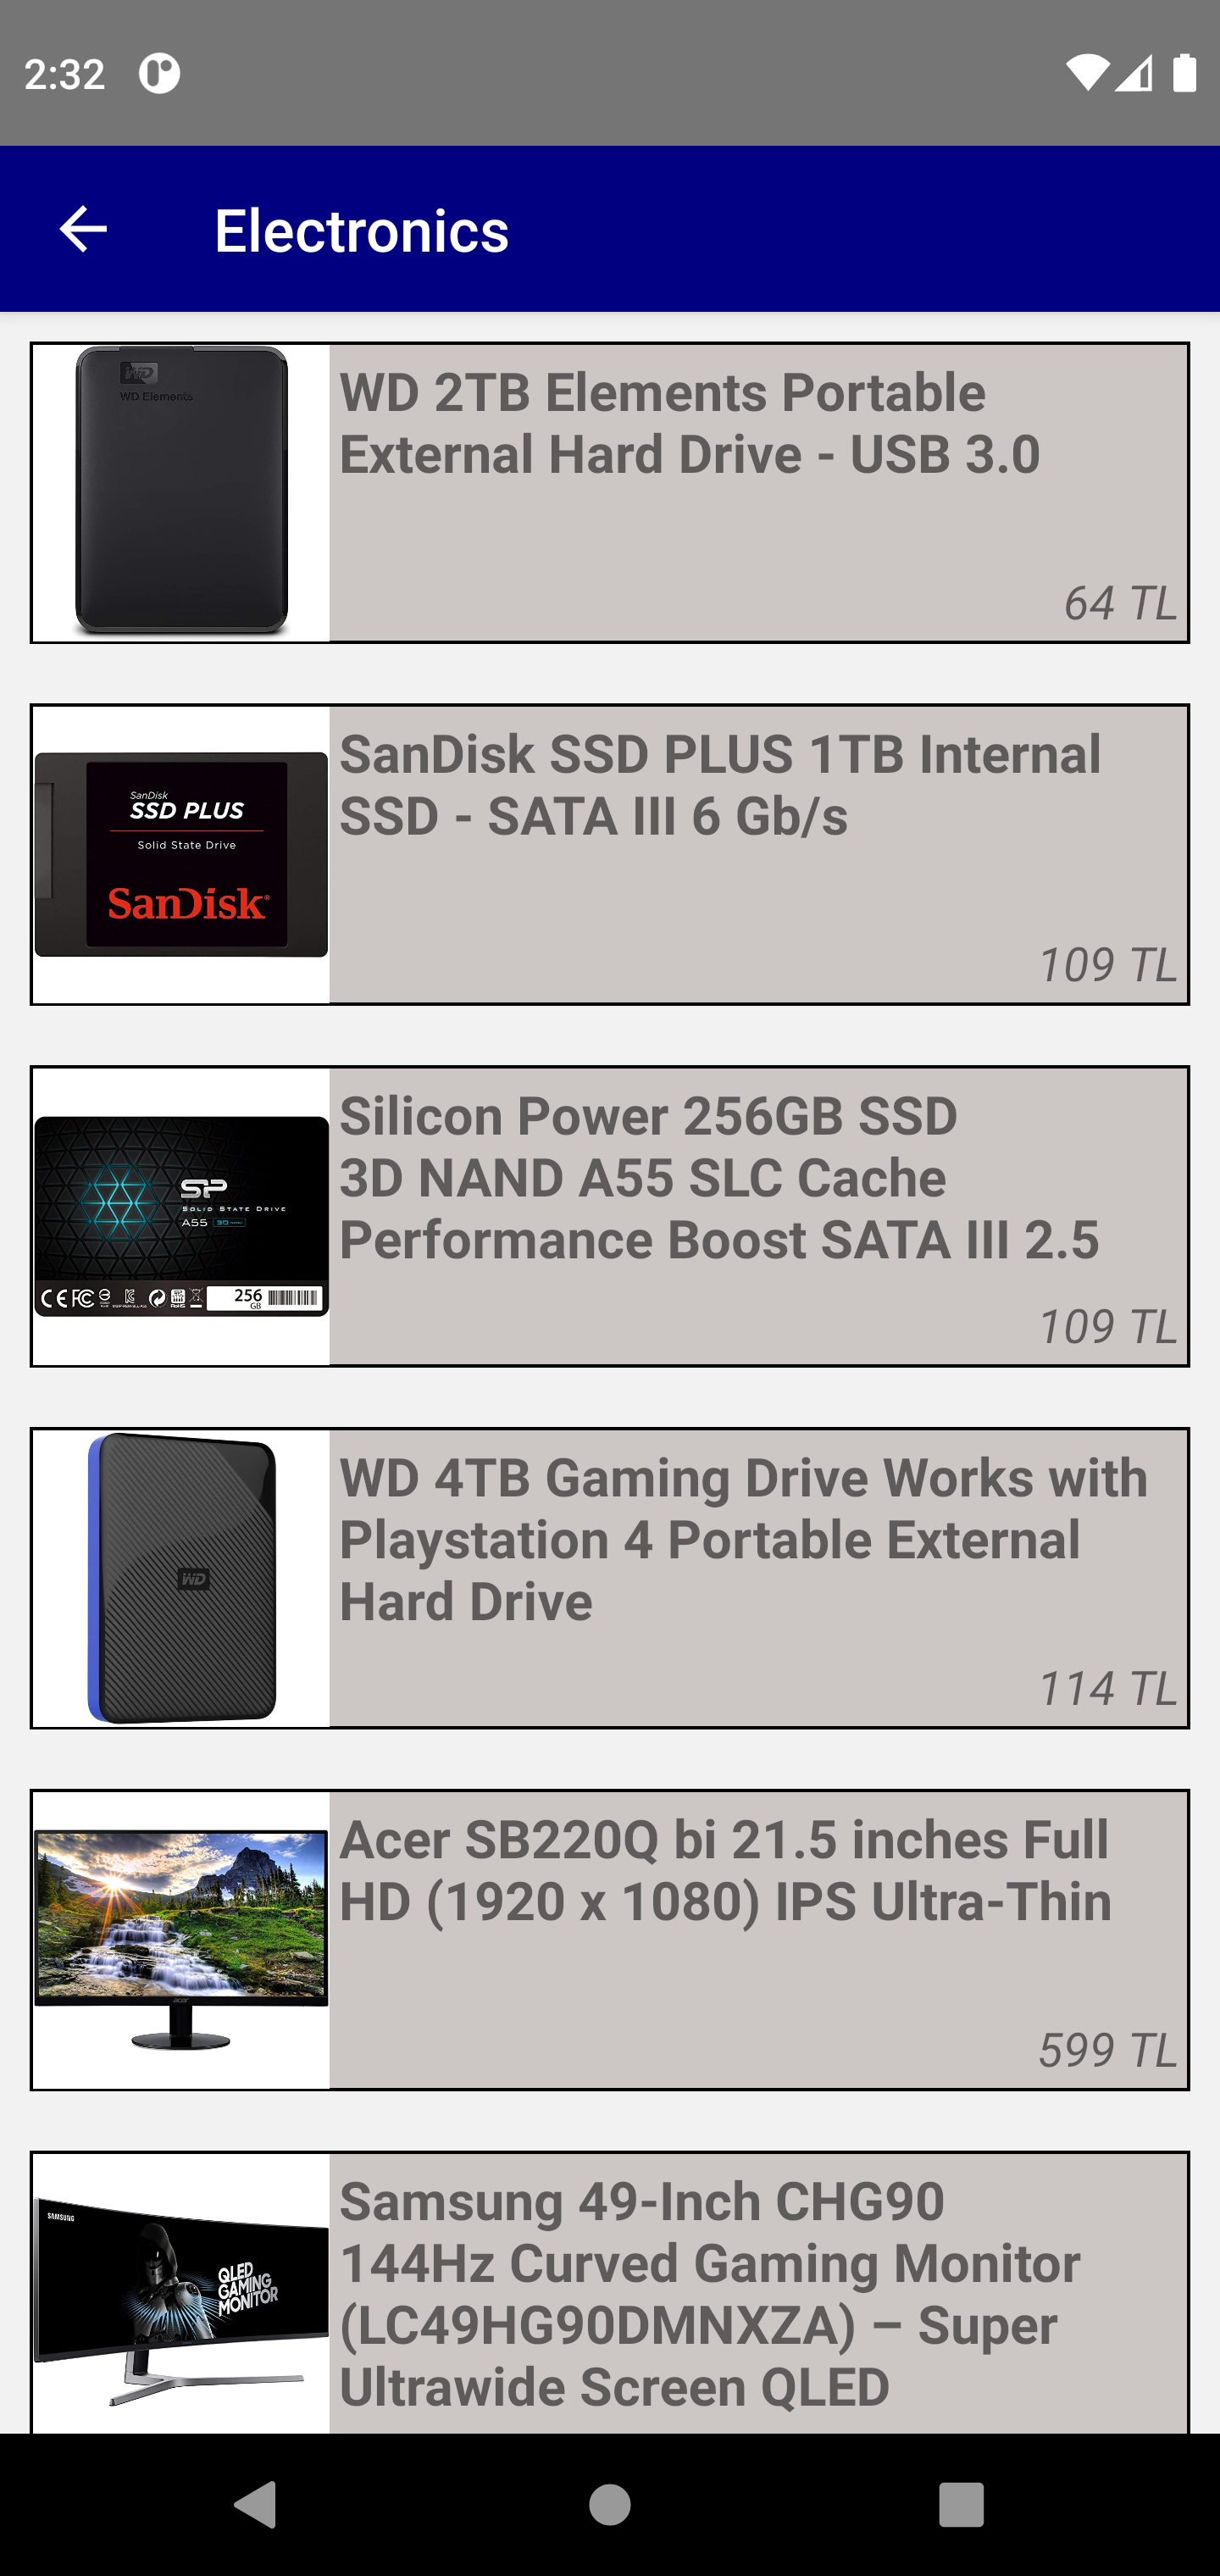 2:32
Electronics
WD
WD Elements
WD 2TB Elements Portable
External Hard Drive - USB 3.0
64 TL
SanDisk
SSD PLUS
Solid State Drive
SanDisk
SanDisk SSD PLUS 1TB Internal
SSD - SATA III 6 Gb/s
109 TL
SP
SOLID STATE DRIVE
A55 3D NAND
256
GB
Silicon Power 256GB SSD
3D NAND A55 SLC Cache
Performance Boost SATA III 2.5
109 TL
WD
WD 4TB Gaming Drive Works with
Playstation 4 Portable External
Hard Drive
114 TL
acer
Acer SB220Q bi 21.5 inches Full
HD (1920 x 1080) IPS Ultra-Thin
599 TL
SAMSUNG
QLED
GAMING
MONITOR
Samsung 49-Inch CHG90
144Hz Curved Gaming Monitor
(LC49HG90DMNXZA) – Super
Ultrawide Screen QLED